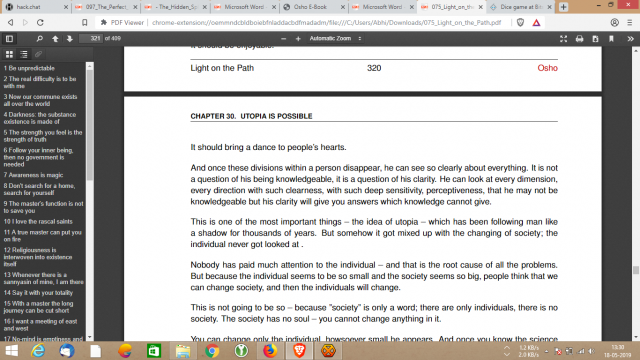 hack.chat
097_The_Perfect
- The_Hidden_S
Microsoft Word
Osho E-Book
Microsoft Word
Microsoft Word
075_Light_on_the
Dice game at Bit
PDF Viewer | chrome-extension://oemmndcbldboiebfnladdacbdfmadadm/file:///C:/Users/Abhi/Downloads/075_Light_on_the_Path.pdf
321 of 499
Automatic Zoom
1 Be unpredictable
2 The real difficulty is to be
with me
3 Now our commune exists
all over the world
4 Darkness: the substance
existence is made of
5 The strength you feel is the
strength of truth
6 Follow your inner being,
then no government is
needed
7 Awareness is magic
8 Don't search for a home,
search for yourself
9 The master's function is not
to save you
10 I love the rascal saints
11 A true master can put you
on fire
12 Religiousness is
interwoven into existence
itself
13 Whenever there is a
sannyasin of mine, I am there
14 Say it with your totality
15 With a master the long
journey can be cut short
16 I want a meeting of east
and west
17 No-mind is emptiness and
It should be enjoyable.
Light on the Path 320 Osho
CHAPTER 30. UTOPIA IS POSSIBLE
It should bring a dance to people's hearts.
And once these divisions within a person disappear, he can see so clearly about everything. It is not
a question of his being knowledgeable, it is a question of his clarity. He can look at every dimension,
every direction with such clearness, with such deep sensitivity, perceptiveness, that he may not be
knowledgeable but his clarity will give you answers which knowledge cannot give.
This is one of the most important things – the idea of utopia – which has been following man like
a shadow for thousands of years. But somehow it got mixed up with the changing of society; the
individual never got looked at .
Nobody has paid much attention to the individual – and that is the root cause of all the problems.
But because the individual seems to be so small and the society seems so big, people think that we
can change society, and then the individuals will change.
This is not going to be so – because "society" is only a word; there are only individuals, there is no
society. The society has no soul – you cannot change anything in it.
You can change only the individual, howsoever small he appears. And once you know the science
1.2 KB/s
2.0 KB/s
13:30
18-05-2019